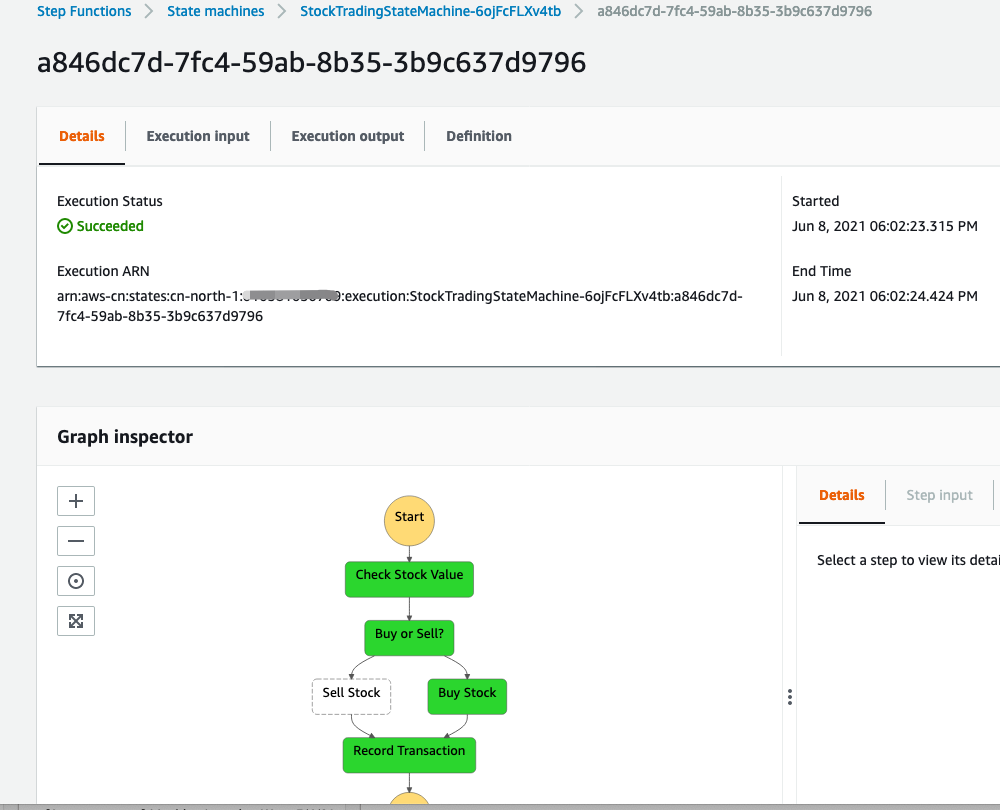 Step Functions > State machines > StockTradingStateMachine-6ojFcFLXv4tb > a846dc7d-7fc4-59ab-8b35-3b9c637d9796
a846dc7d-7fc4-59ab-8b35-3b9c637d9796
Details Execution input Execution output Definition
Execution Status
Succeeded
Execution ARN
arn:aws-cn:states:cn-north-1: :execution:StockTradingStateMachine-6ojFcFLXv4tb:a846dc7d-
7fc4-59ab-8b35-3b9c637d9796
Started
Jun 8, 2021 06:02:23.315 PM
End Time
Jun 8, 2021 06:02:24.424 PM
Graph inspector
Start
Check Stock Value
Buy or Sell?
Sell Stock Buy Stock
Record Transaction
Details Step input
Select a step to view its